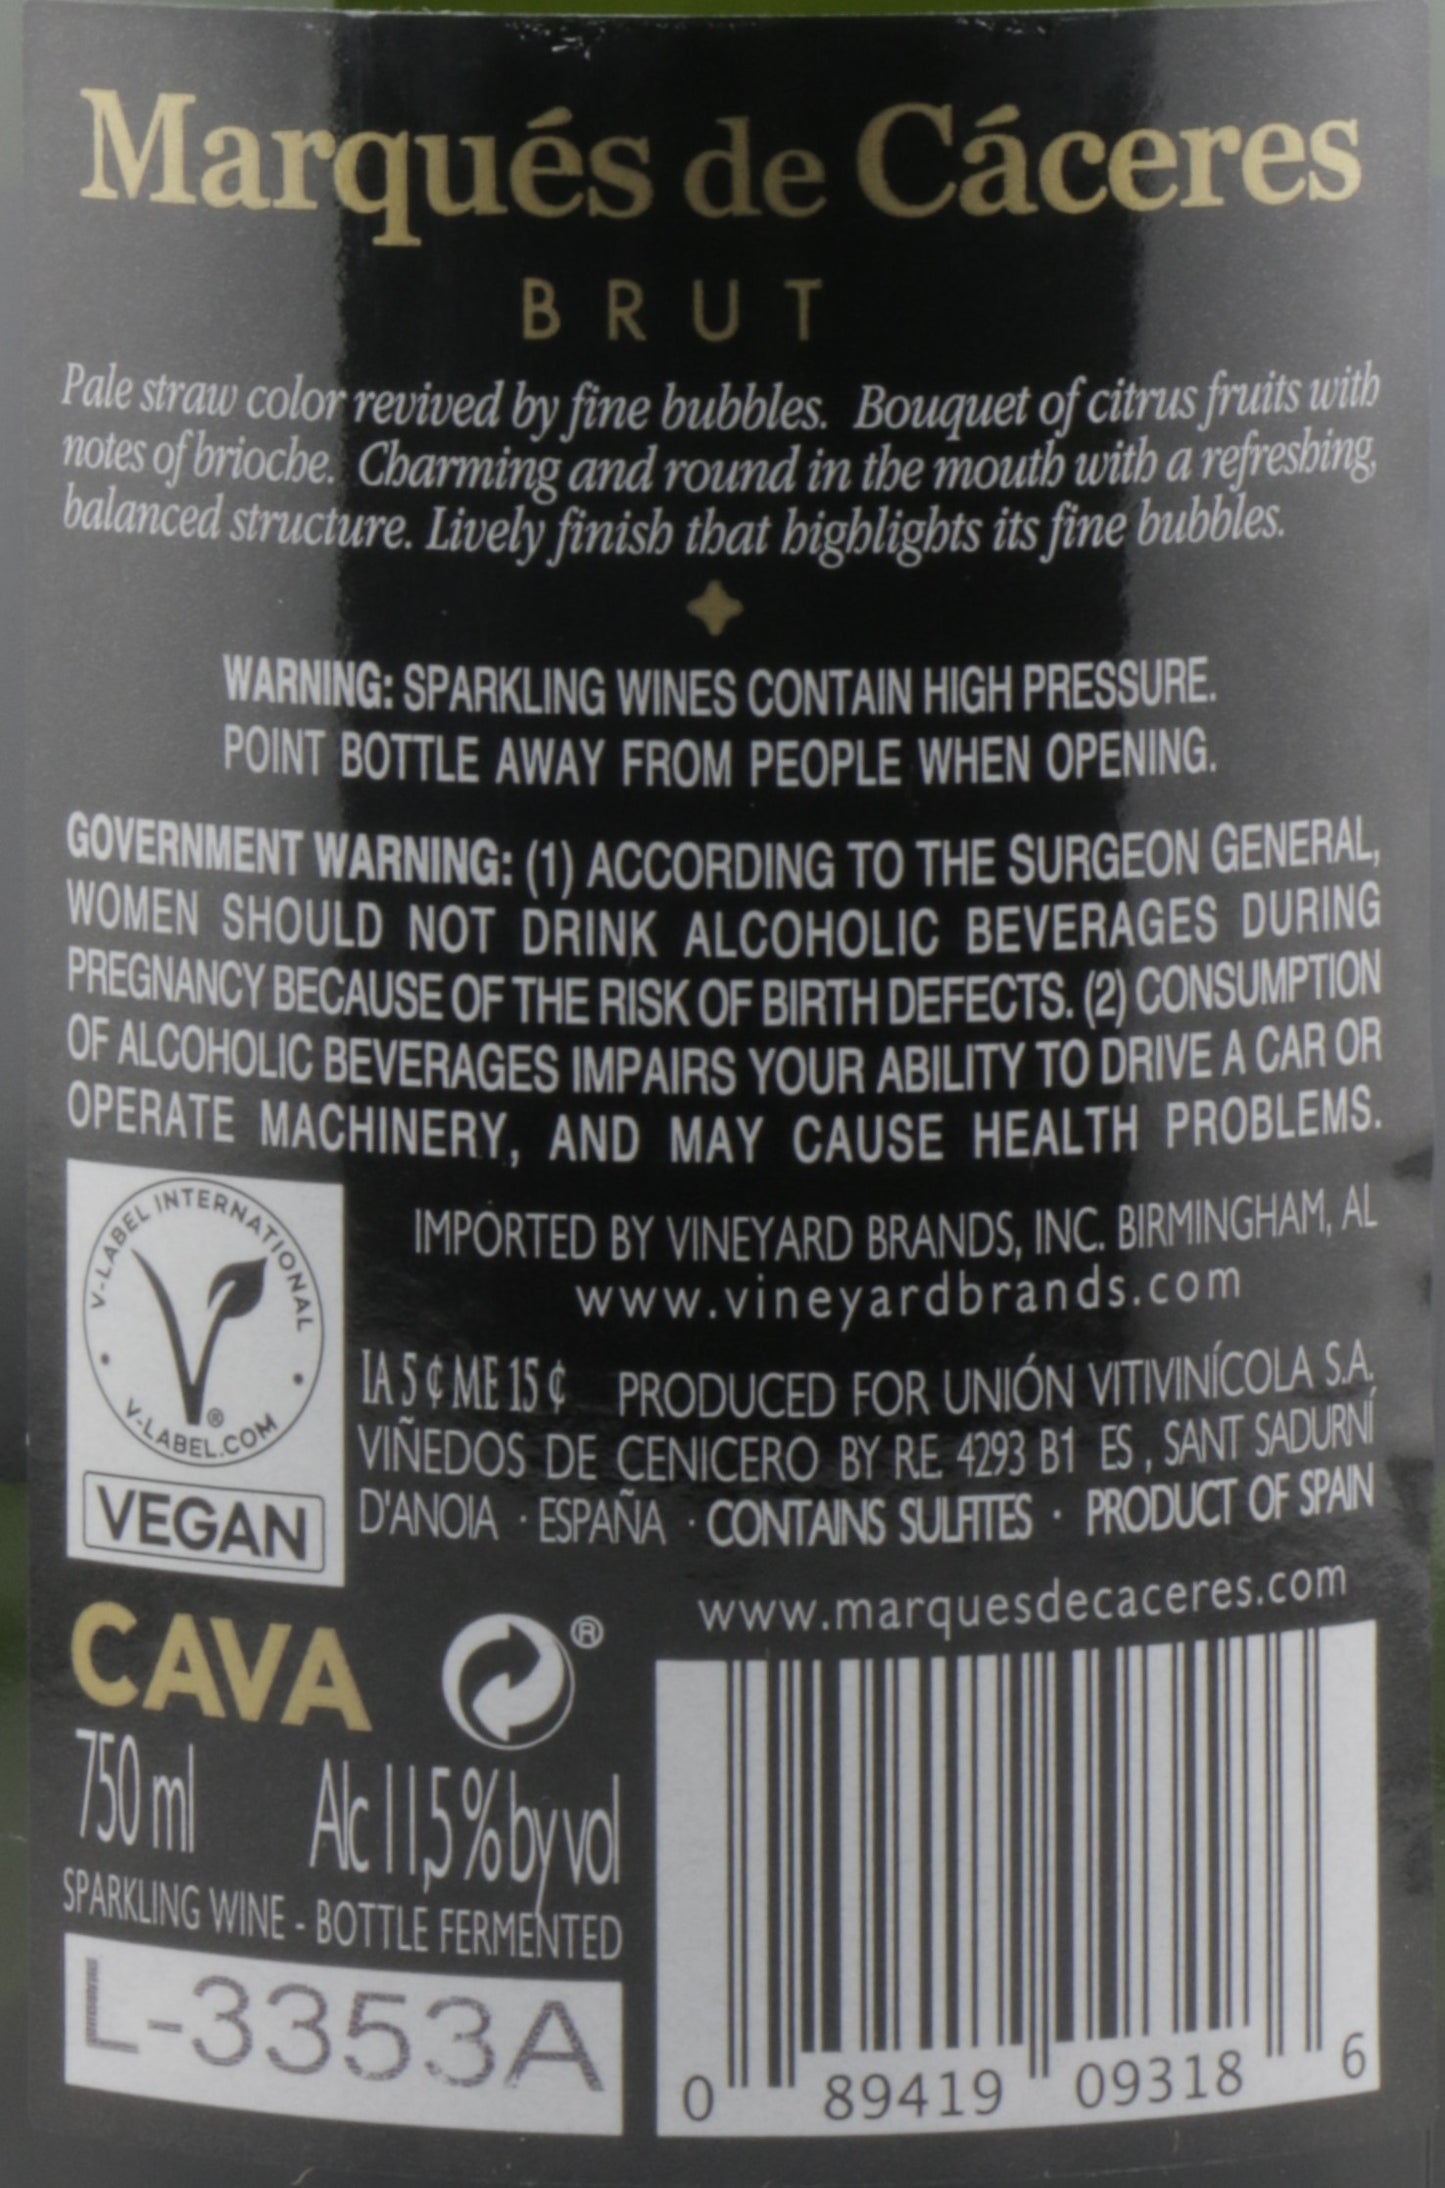 Marqués de Cáceres
BRUT
Pale straw color revived by fine bubbles. Bouquet of citrus fruits with
notes of brioche. Charming and round in the mouth with a refreshing,
balanced structure. Lively finish that highlights its fine bubbles.
WARNING: SPARKLING WINES CONTAIN HIGH PRESSURE.
POINT BOTTLE AWAY FROM PEOPLE WHEN OPENING.
GOVERNMENT WARNING: (1) ACCORDING TO THE SURGEON GENERAL,
WOMEN SHOULD NOT DRINK ALCOHOLIC BEVERAGES DURING
PREGNANCY BECAUSE OF THE RISK OF BIRTH DEFECTS. (2) CONSUMPTION
OF ALCOHOLIC BEVERAGES IMPAIRS YOUR ABILITY TO DRIVE A CAR OR
OPERATE MACHINERY, AND MAY CAUSE HEALTH PROBLEMS.
V-LABEL INTERNATIONAL
V-LABEL.COM
®
VEGAN
IMPORTED BY VINEYARD BRANDS, INC. BIRMINGHAM, AL
www.vineyardbrands.com
IA 5 ¢ ME 15 ¢ PRODUCED FOR UNIÓN VITIVINÍCOLA S.A.
VIÑEDOS DE CENICERO BY R.E. 4293 B1 ES, SANT SADURNÍ
D'ANOIA · ESPAÑA · CONTAINS SULFITES · PRODUCT OF SPAIN
www.marquesdecaceres.com
CAVA
®
750 ml Alc 11,5 % by vol
SPARKLING WINE - BOTTLE FERMENTED
L-3353A
0 89419 09318 6